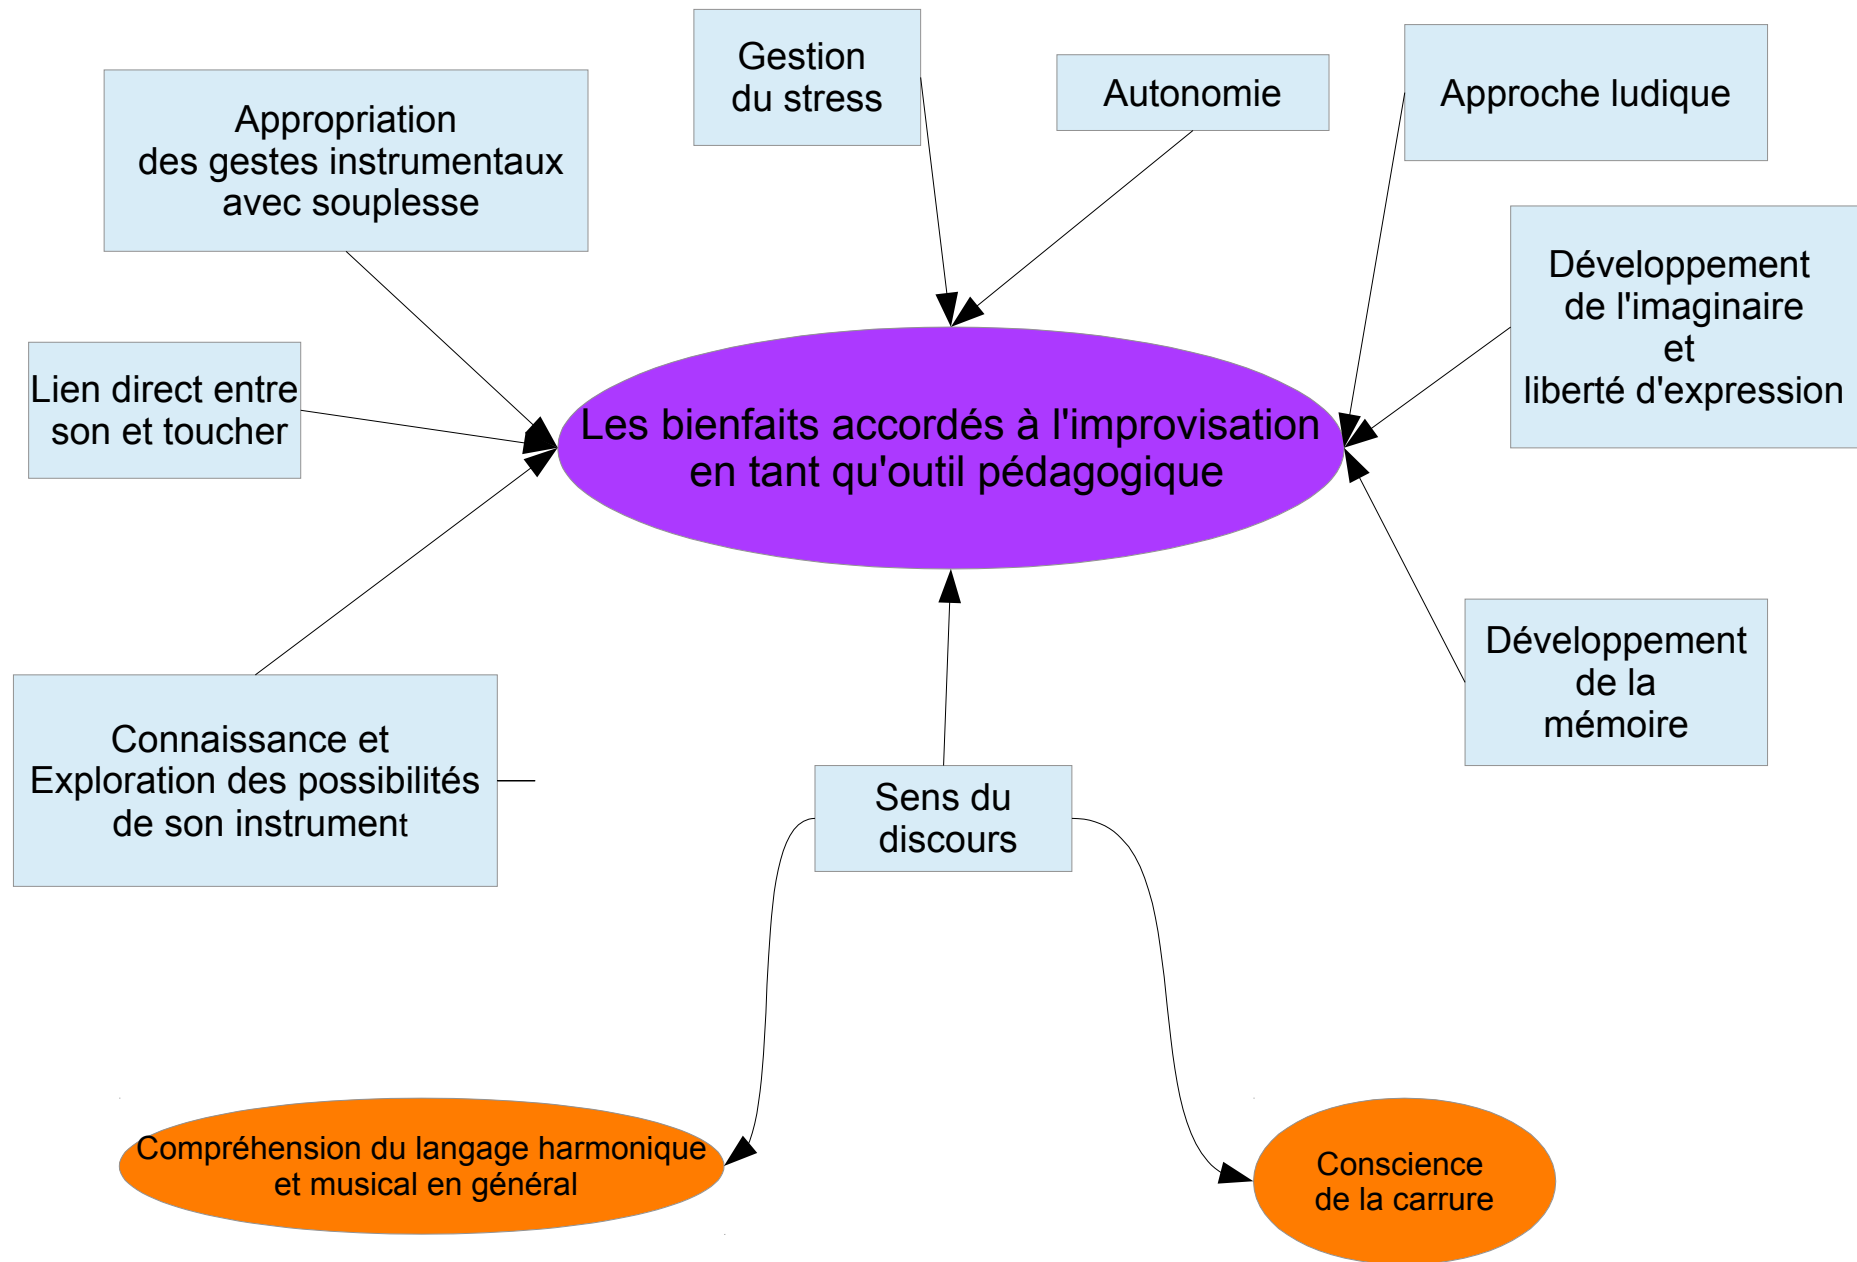 Gestion
du stress
Autonomie
Approche ludique
Appropriation
des gestes instrumentaux
avec souplesse
Développement
de l'imaginaire
et
liberté d'expression
Lien direct entre
son et toucher
Les bienfaits accordés à l'improvisation
en tant qu'outil pédagogique
Développement
de la
mémoire
Connaissance et
Exploration des possibilités
de son instrument
Sens du
discours
Compréhension du langage harmonique
et musical en général
Conscience
de la carrure